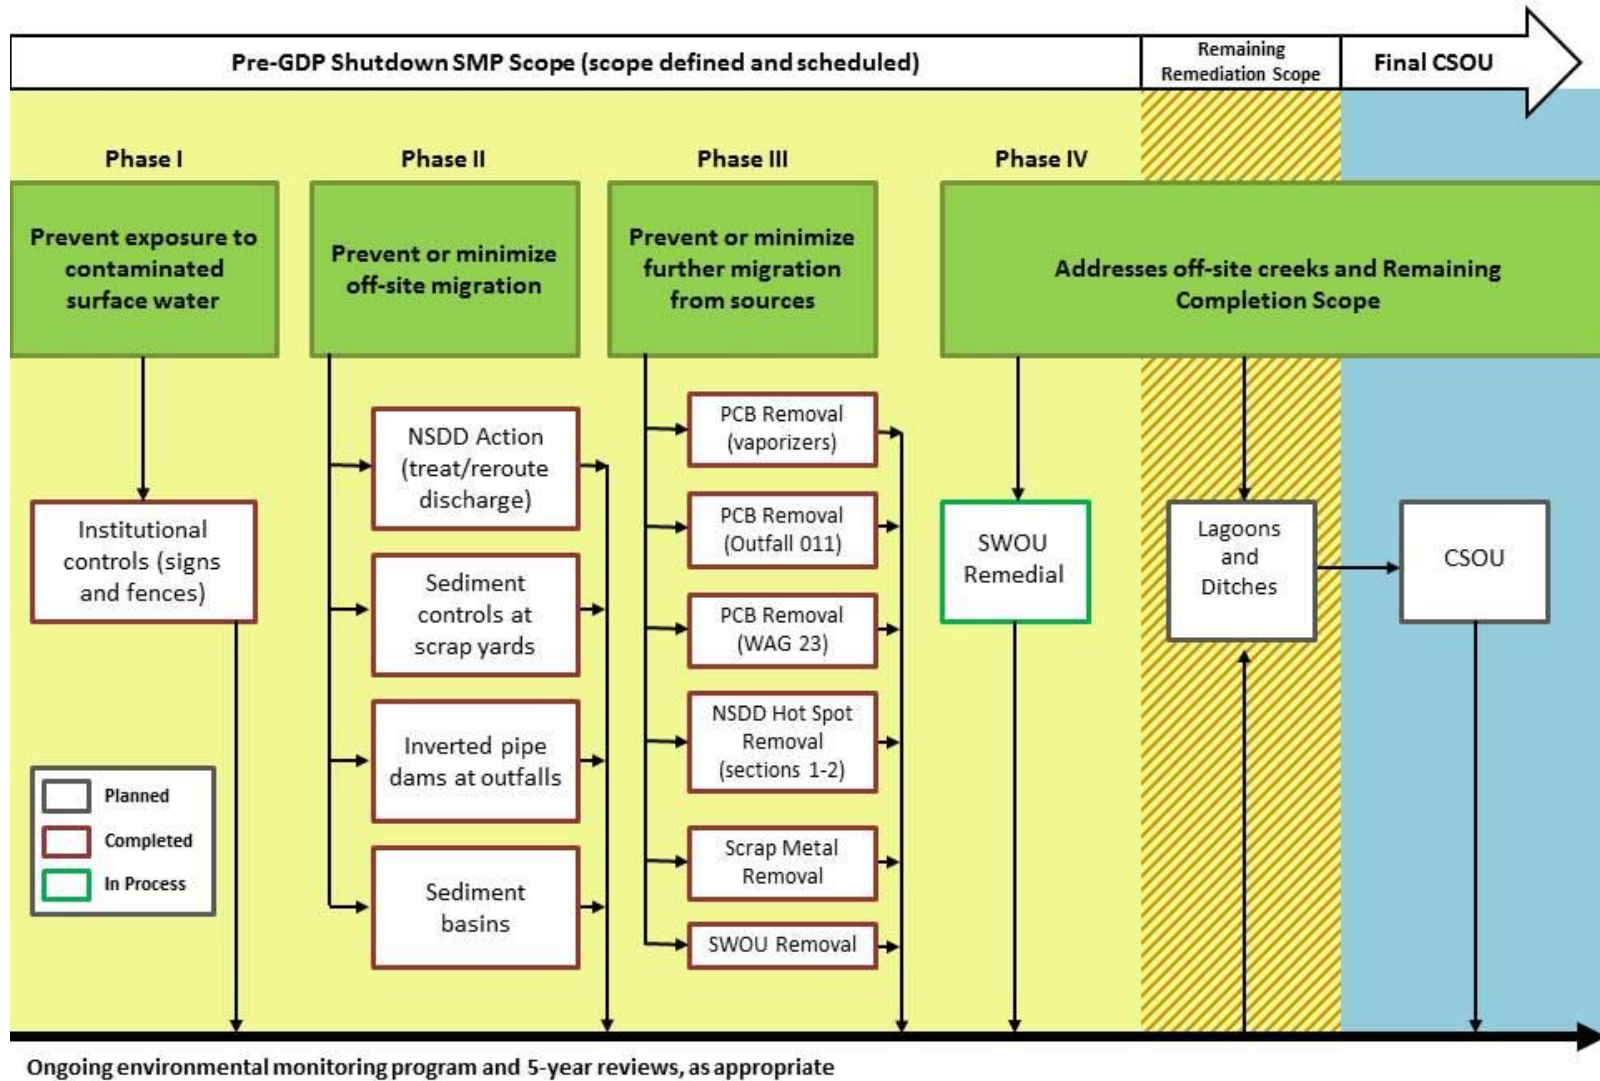 Pre-GDP Shutdown SMP Scope (scope defined and scheduled)
Remaining
Remediation Scope
Final CSOU
Phase I
Phase II
Phase III
Phase IV
Prevent exposure to
contaminated
surface water
Prevent or minimize
off-site migration
Prevent or minimize
further migration
from sources
Addresses off-site creeks and Remaining
Completion Scope
Institutional
controls (signs
and fences)
NSDD Action
(treat/reroute
discharge)
Sediment
controls at
scrap yards
Inverted pipe
dams at outfalls
Sediment
basins
PCB Removal
(vaporizers)
PCB Removal
(Outfall 011)
PCB Removal
(WAG 23)
NSDD Hot Spot
Removal
(sections 1-2)
Scrap Metal
Removal
SWOU Removal
SWOU
Remedial
Lagoons
and
Ditches
CSOU
Planned
Completed
In Process
Ongoing environmental monitoring program and 5-year reviews, as appropriate